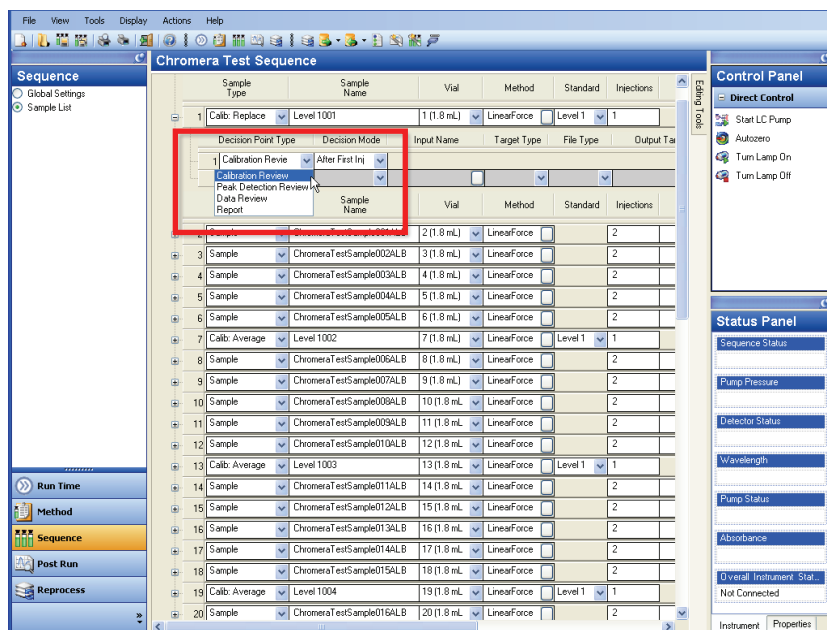 File View Tools Display Actions Help
Sequence
Global Settings
Sample List
Run Time
Method
Sequence
Post Run
Reprocess
Chromera Test Sequence
Sample Type Sample Name Vial Method Standard Injections
1 Calib: Replace Level 1001 1 (1.8 mL) LinearForce Level 1 1
Decision Point Type Decision Mode Input Name Target Type File Type Output Tar
1 Calibration Revie After First Inj
Calibration Review
Peak Detection Review
Data Review
Report
Sample Name Vial Method Standard Injections
2 Sample ChromeraTestSample001ALB 2 (1.8 mL) LinearForce 2
3 Sample ChromeraTestSample002ALB 3 (1.8 mL) LinearForce 2
4 Sample ChromeraTestSample003ALB 4 (1.8 mL) LinearForce 2
5 Sample ChromeraTestSample004ALB 5 (1.8 mL) LinearForce 2
6 Sample ChromeraTestSample005ALB 6 (1.8 mL) LinearForce 2
7 Calib: Average Level 1002 7 (1.8 mL) LinearForce Level 1 1
8 Sample ChromeraTestSample006ALB 8 (1.8 mL) LinearForce 2
9 Sample ChromeraTestSample007ALB 9 (1.8 mL) LinearForce 2
10 Sample ChromeraTestSample008ALB 10 (1.8 mL LinearForce 2
11 Sample ChromeraTestSample009ALB 11 (1.8 mL LinearForce 2
12 Sample ChromeraTestSample010ALB 12 (1.8 mL LinearForce 2
13 Calib: Average Level 1003 13 (1.8 mL LinearForce Level 1 1
14 Sample ChromeraTestSample011ALB 14 (1.8 mL LinearForce 2
15 Sample ChromeraTestSample012ALB 15 (1.8 mL LinearForce 2
16 Sample ChromeraTestSample013ALB 16 (1.8 mL LinearForce 2
17 Sample ChromeraTestSample014ALB 17 (1.8 mL LinearForce 2
18 Sample ChromeraTestSample015ALB 18 (1.8 mL LinearForce 2
19 Calib: Average Level 1004 19 (1.8 mL LinearForce Level 1 1
20 Sample ChromeraTestSample016ALB 20 (1.8 mL LinearForce 2
Editing Tools
Control Panel
Direct Control
Start LC Pump
Autozero
Turn Lamp On
Turn Lamp Off
Status Panel
Sequence Status
Pump Pressure
Detector Status
Wavelength
Pump Status
Absorbance
Overall Instrument Stat...
Not Connected
Instrument Properties